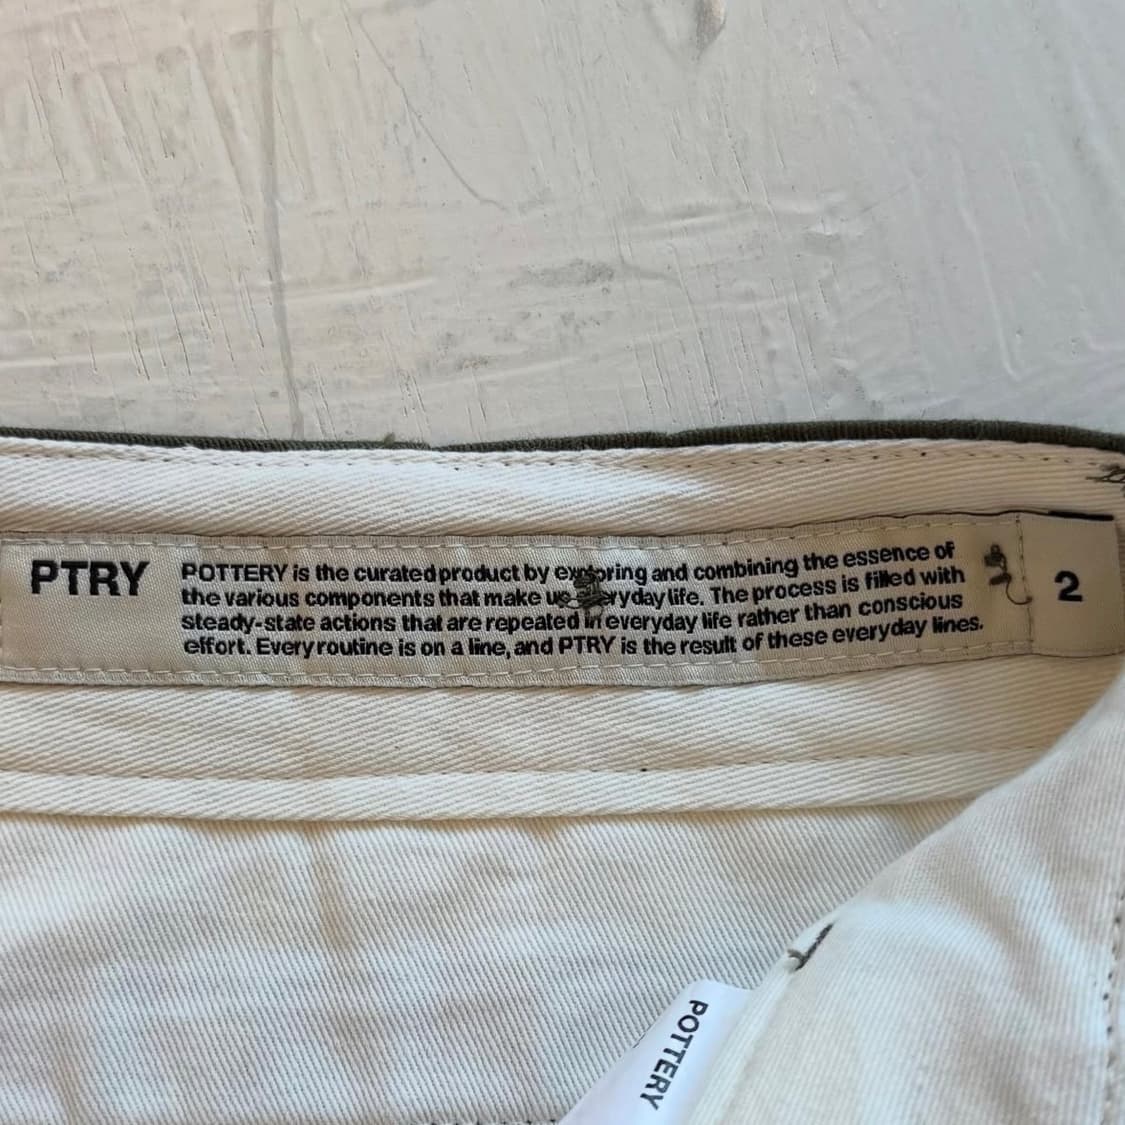 PTRY
POTTERY is the curated product by exploring and combining the essence of
the various components that make up everyday life. The process is filled with
steady-state actions that are repeated in everyday life rather than conscious
effort. Every routine is on a line, and PTRY is the result of these everyday lines.
2
POTTERY